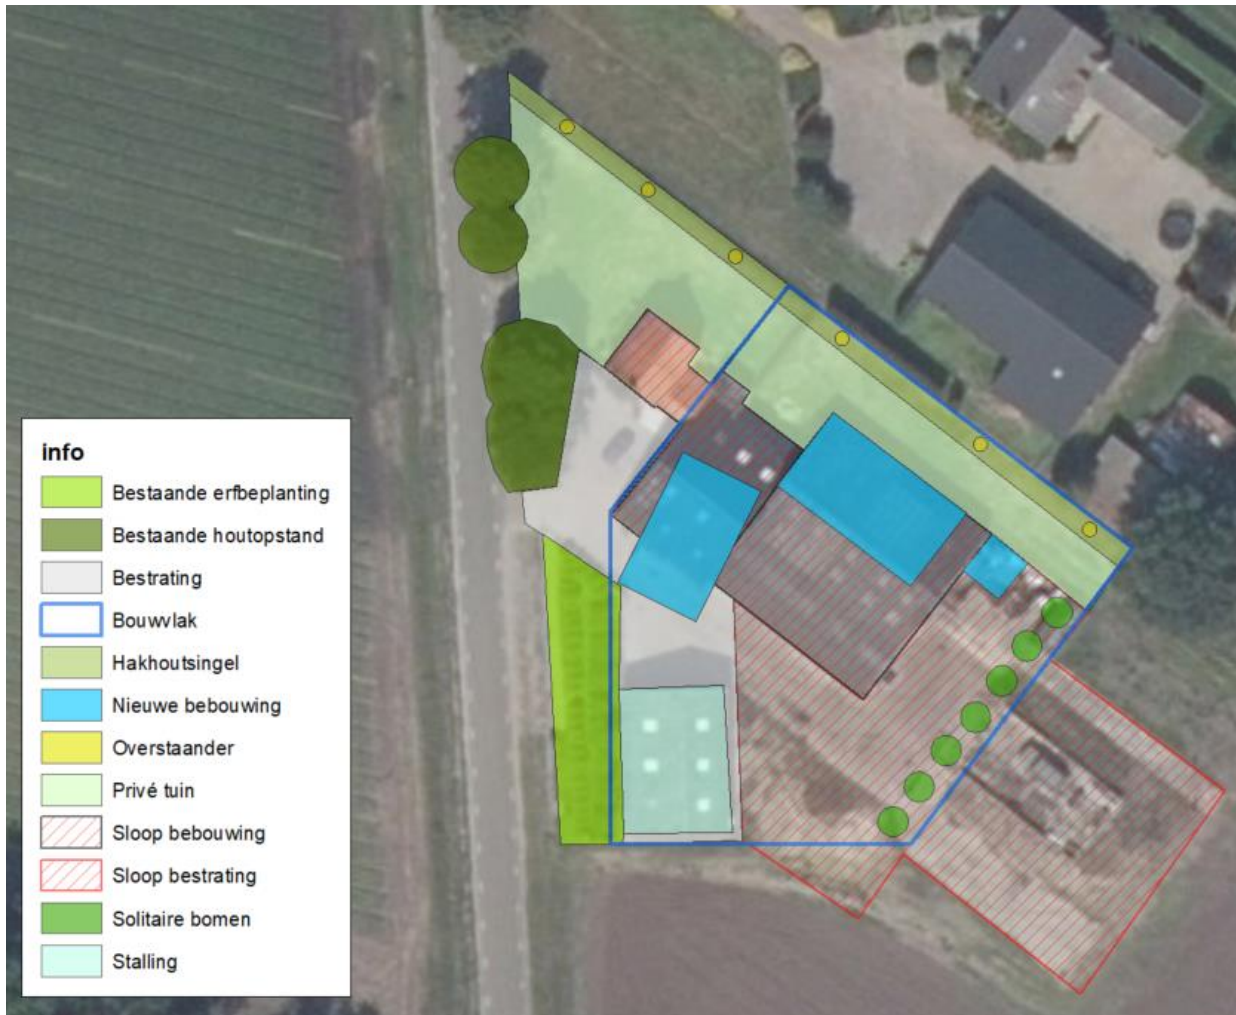 info
Bestaande erfbeplanting
Bestaande houtopstand
Bestrating
Bouwvlak
Hakhoutsingel
Nieuwe bebouwing
Overstaander
Privé tuin
Sloop bebouwing
Sloop bestrating
Solitaire bomen
Stalling